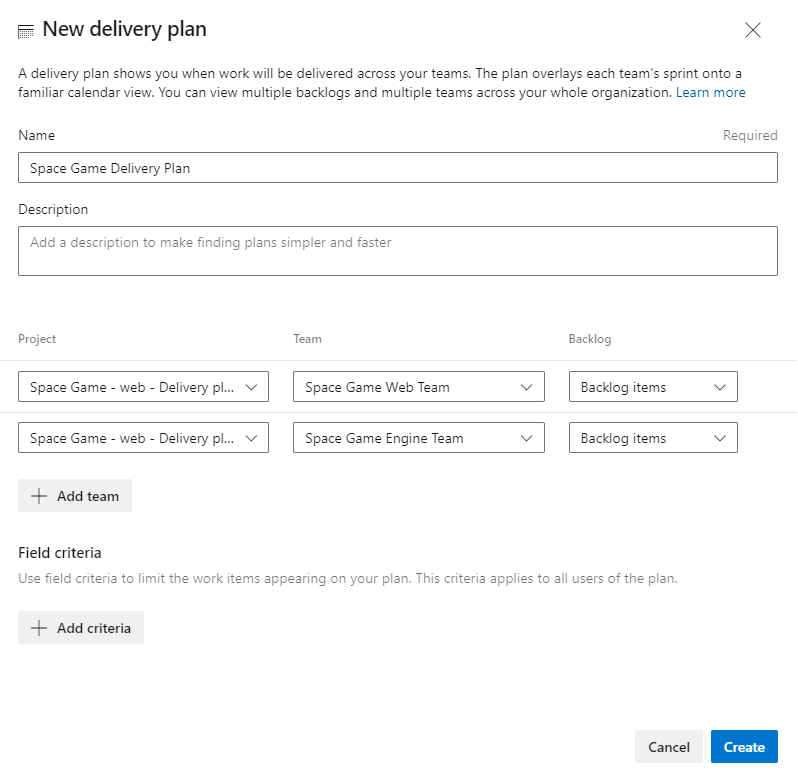 New delivery plan
A delivery plan shows you when work will be delivered across your teams. The plan overlays each team's sprint onto a
familiar calendar view. You can view multiple backlogs and multiple teams across your whole organization. Learn more
Name Required
Space Game Delivery Plan
Description
Add a description to make finding plans simpler and faster
Project Team Backlog
Space Game - web - Delivery pl... Space Game Web Team Backlog items
Space Game - web - Delivery pl... Space Game Engine Team Backlog items
Add team
Field criteria
Use field criteria to limit the work items appearing on your plan. This criteria applies to all users of the plan.
Add criteria
Cancel Create